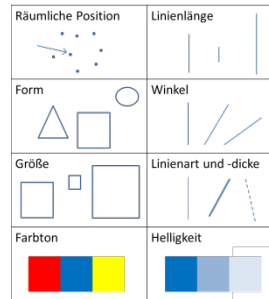 Räumliche Position
Linienlänge
Form
Winkel
Größe
Linienart und -dicke
Farbton
Helligkeit